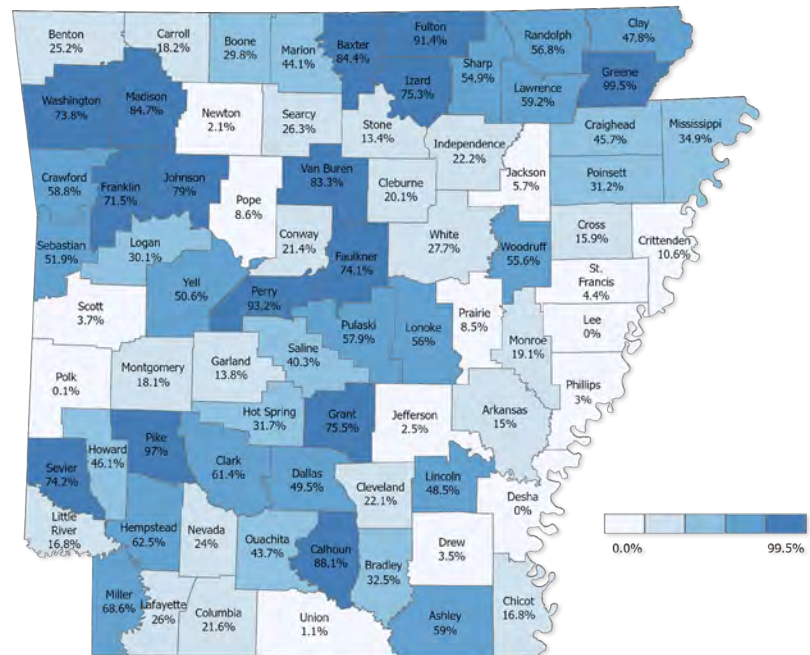 Benton
25.2%
Carroll
18.2%
Boone
29.8%
Marion
44.1%
Baxter
84.4%
Fulton
91.4%
Izard
75.3%
Sharp
54.9%
Randolph
56.8%
Clay
47.8%
Lawrence
59.2%
Greene
99.5%
Washington
73.8%
Madison
84.7%
Newton
2.1%
Searcy
26.3%
Stone
13.4%
Independence
22.2%
Jackson
5.7%
Craighead
45.7%
Mississippi
34.9%
Poinsett
31.2%
Crawford
58.8%
Franklin
71.5%
Johnson
79%
Pope
8.6%
Van Buren
83.3%
Cleburne
20.1%
Conway
21.4%
Faulkner
74.1%
White
27.7%
Woodruff
55.6%
Cross
15.9%
Crittenden
10.6%
St.
Francis
4.4%
Sebastian
51.9%
Logan
30.1%
Yell
50.6%
Perry
93.2%
Scott
3.7%
Pulaski
57.9%
Lonoke
56%
Prairie
8.5%
Monroe
19.1%
Lee
0%
Phillips
3%
Polk
0.1%
Montgomery
18.1%
Garland
13.8%
Saline
40.3%
Hot Spring
31.7%
Grant
75.5%
Jefferson
2.5%
Arkansas
15%
Sevier
74.2%
Howard
46.1%
Pike
97%
Clark
61.4%
Dallas
49.5%
Cleveland
22.1%
Lincoln
48.5%
Desha
0%
Little
River
16.8%
Hempstead
62.5%
Nevada
24%
Ouachita
43.7%
Calhoun
88.1%
Bradley
32.5%
Drew
3.5%
Miller
68.6%
Lafayette
26%
Columbia
21.6%
Union
1.1%
Ashley
59%
Chicot
16.8%
0.0%
99.5%